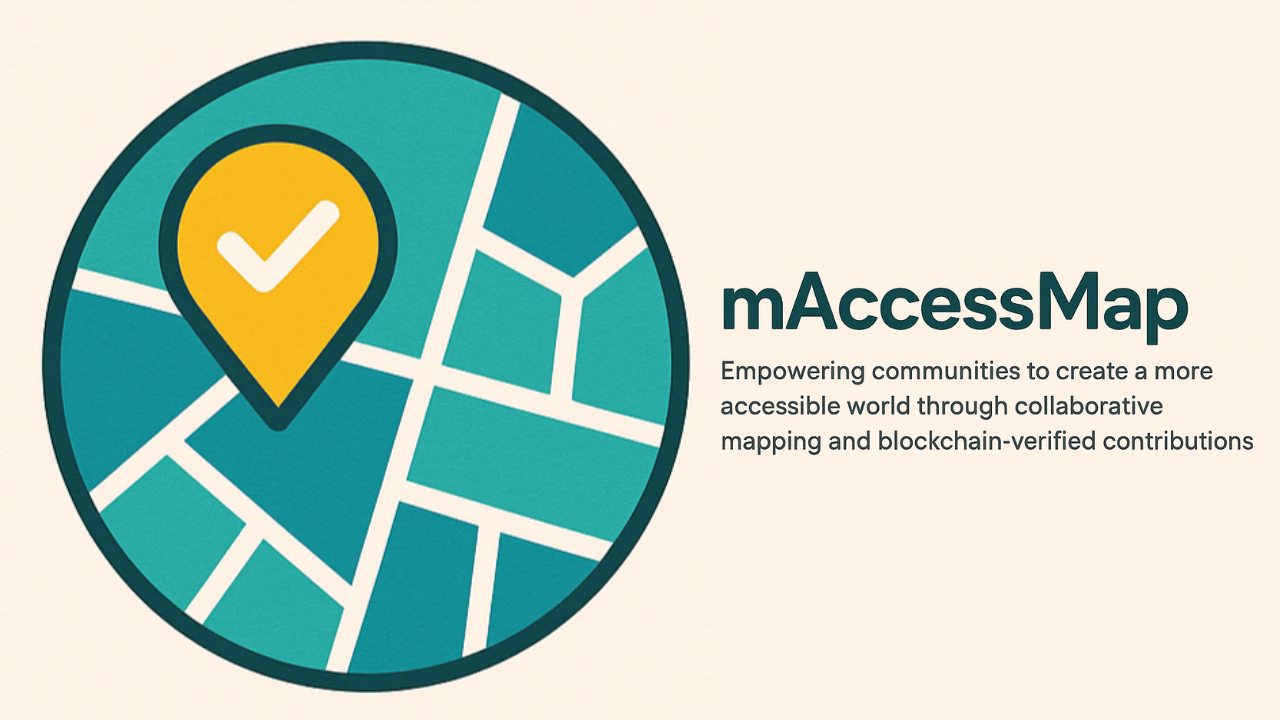 mAccessMap
Empowering communities to create a more
accessible world through collaborative
mapping and blockchain-verified contributions